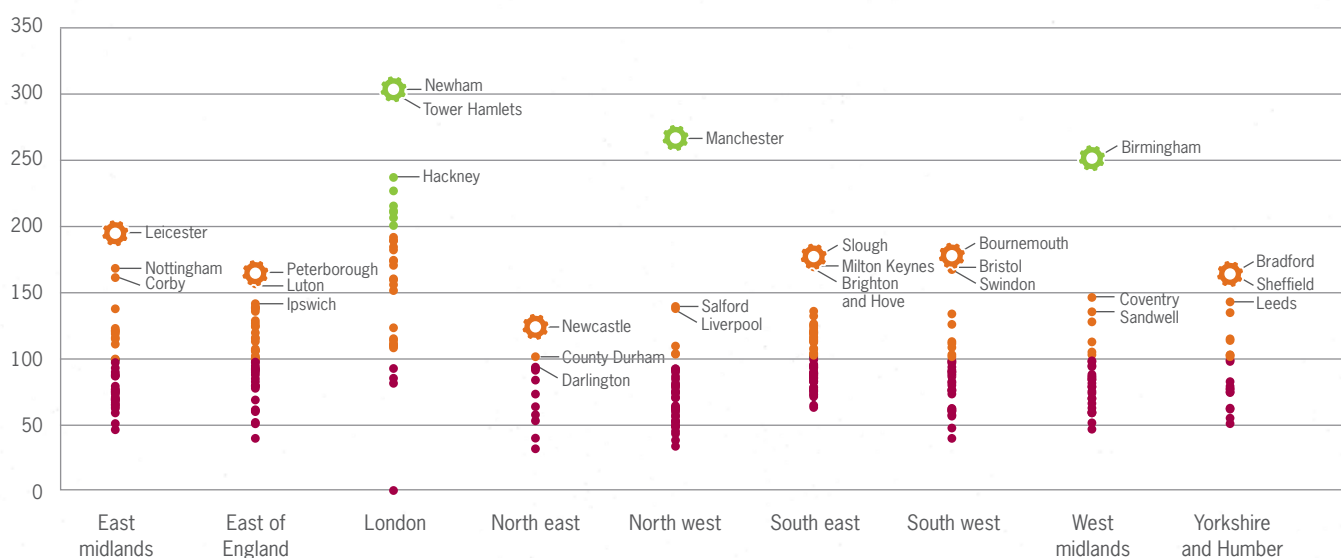 350
300
250
200
150
100
50
0
Leicester
Nottingham
Corby
Peterborough
Luton
Ipswich
Newham
Tower Hamlets
Hackney
Newcastle
County Durham
Darlington
Manchester
Salford
Liverpool
Slough
Milton Keynes
Brighton
and Hove
Bournemouth
Bristol
Swindon
Birmingham
Coventry
Sandwell
Bradford
Sheffield
Leeds
East
midlands
East of
England
London
North east
North west
South east
South west
West
midlands
Yorkshire
and Humber